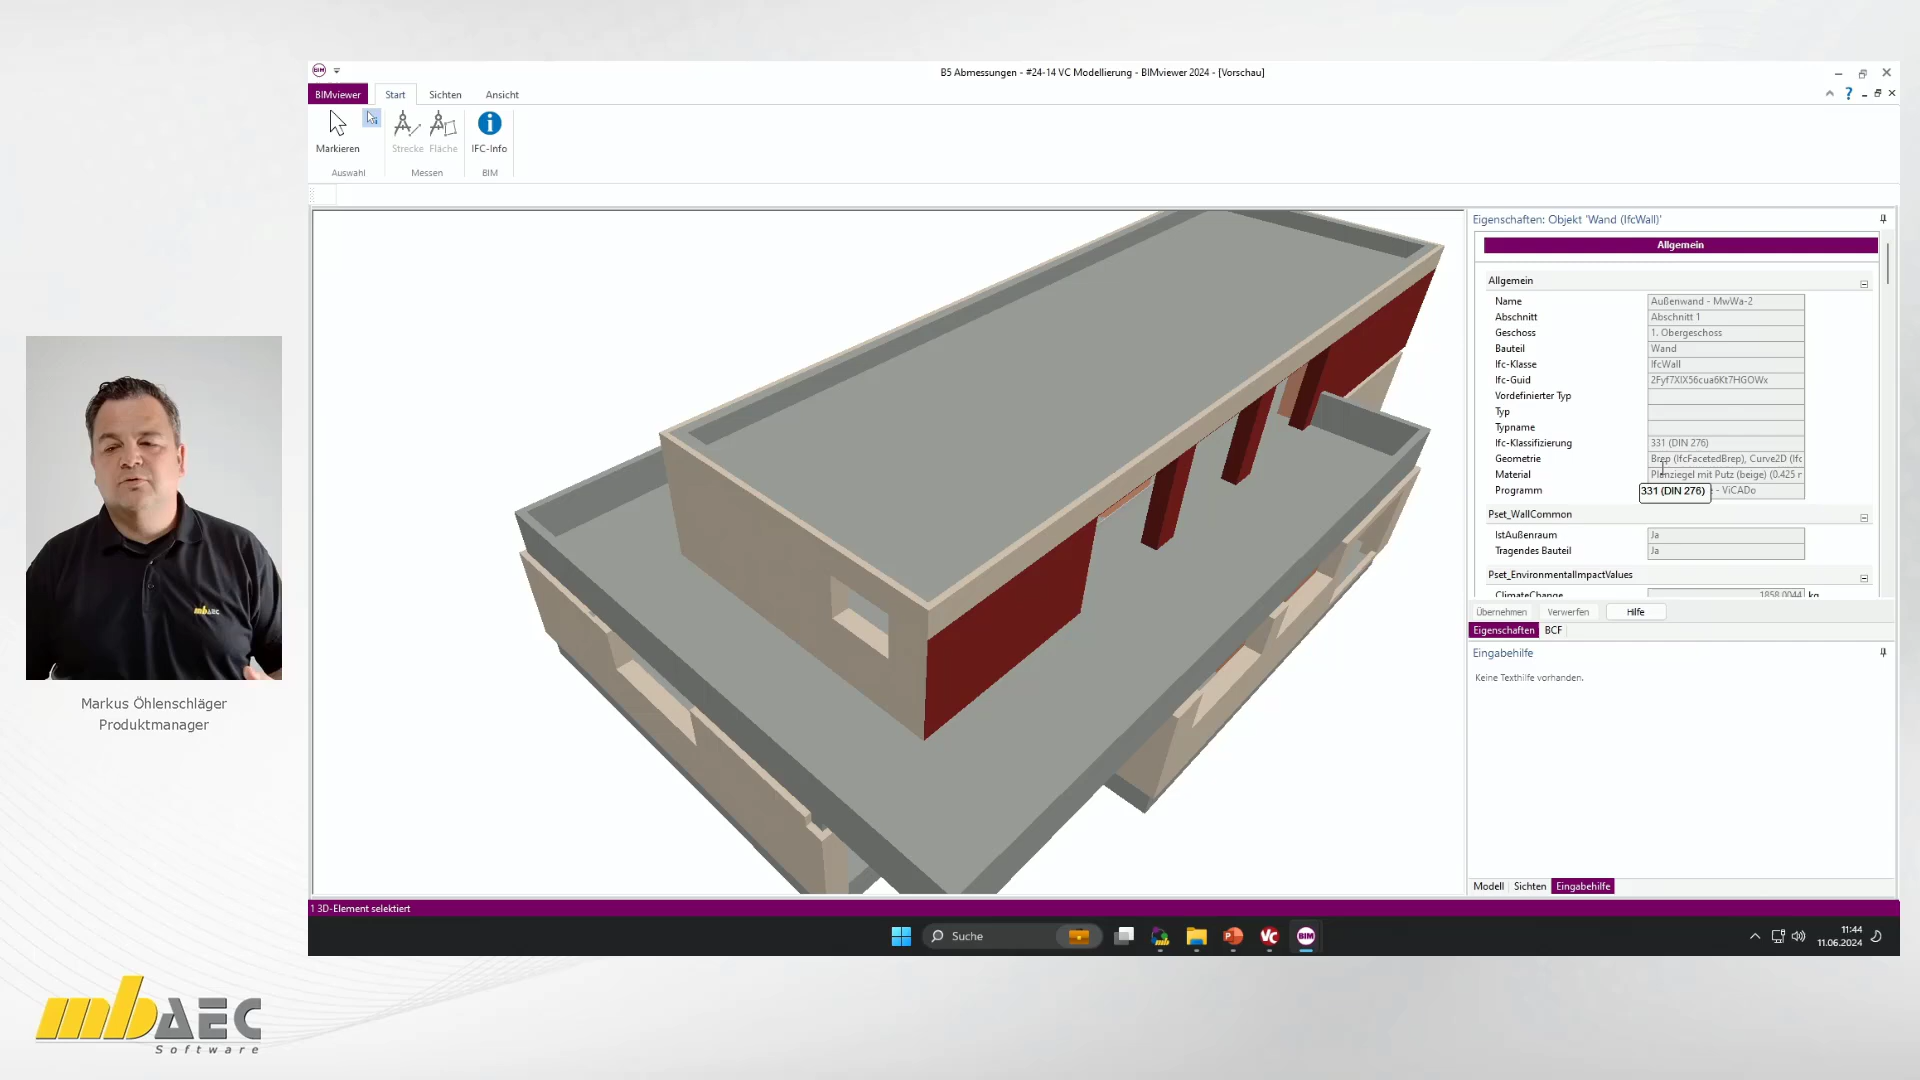 BIM
B5 Abmessungen - #24-14 VC Modellierung - BIMviewer 2024 - [Vorschau]
BIMviewer
Start
Sichten
Ansicht
Markieren
Strecke
Fläche
IFC-Info
Auswahl
Messen
BIM
Eigenschaften: Objekt 'Wand (IfcWall)'
Allgemein
Allgemein
Name Außenwand - MwWa-2
Abschnitt Abschnitt 1
Geschoss 1. Obergeschoss
Bauteil Wand
Ifc-Klasse IfcWall
Ifc-Guid 2Fyf7XIX56cua6Kt7HGOWx
Vordefinierter Typ
Typ
Typname
Ifc-Klassifizierung 331 (DIN 276)
Geometrie Brep (IfcFacetedBrep), Curve2D (Ifc
Material Planziegel mit Putz (beige) (0.425 r
Programm - ViCADo
331 (DIN 276)
Pset_WallCommon
IstAußenraum Ja
Tragendes Bauteil Ja
Pset_EnvironmentalImpactValues
ClimateChange 1858.0044 kg
Übernehmen
Verwerfen
Hilfe
Eigenschaften
BCF
Eingabehilfe
Keine Texthilfe vorhanden.
Modell
Sichten
Eingabehilfe
1 3D-Element selektiert
Suche
VC
BIM
11:44
11.06.2024
mbAEC
Markus Öhlenschläger
Produktmanager
mbAEC
Software